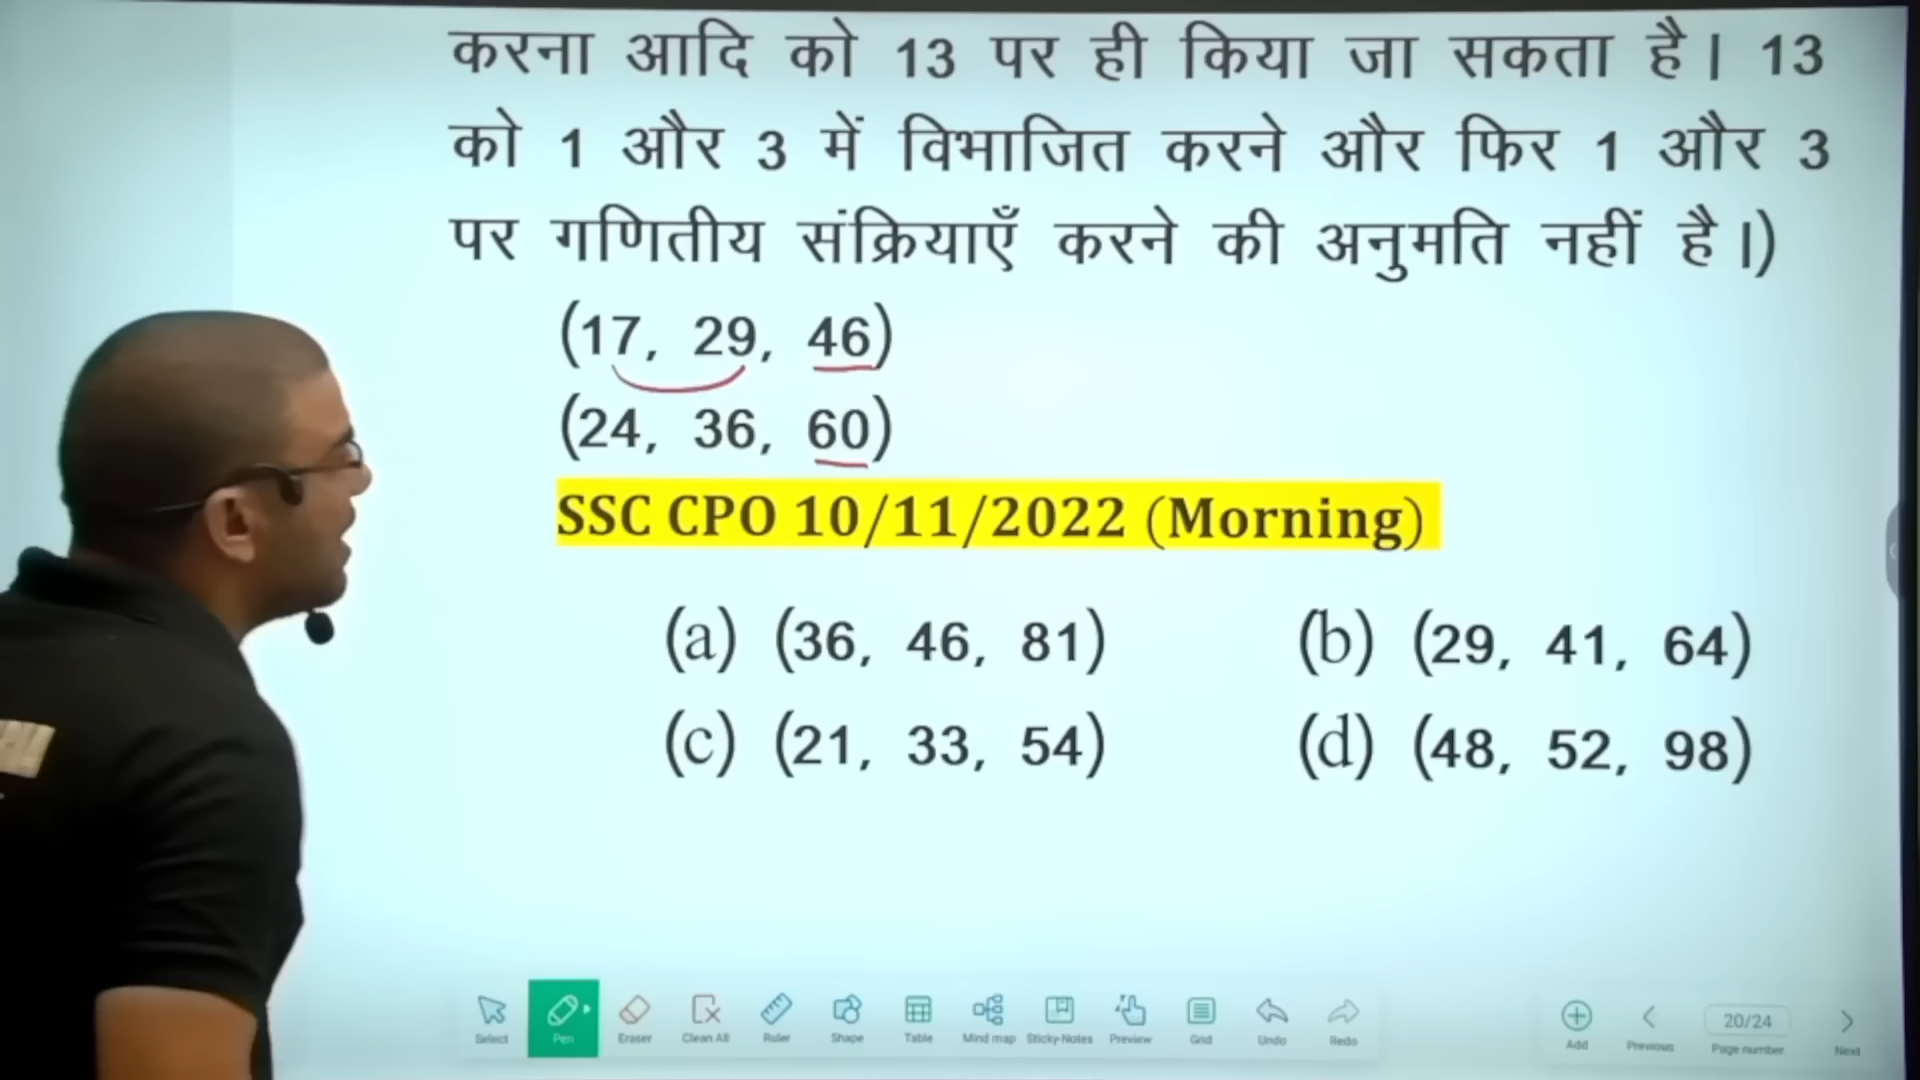 करना आदि को 13 पर ही किया जा सकता है। 13
को 1 और 3 में विभाजित करने और फिर 1 और 3
पर गणितीय संक्रियाएँ करने की अनुमति नहीं है।)
(17, 29, 46)
(24, 36, 60)
SSC CPO 10/11/2022 (Morning)
(a) (36, 46, 81) (b) (29, 41, 64)
(c) (21, 33, 54) (d) (48, 52, 98)
Select Pen Eraser Clean All Ruler Shape Table Mind map Sticky-Notes Preview Grid Undo Redo Add Previous 20/24 Page number Next